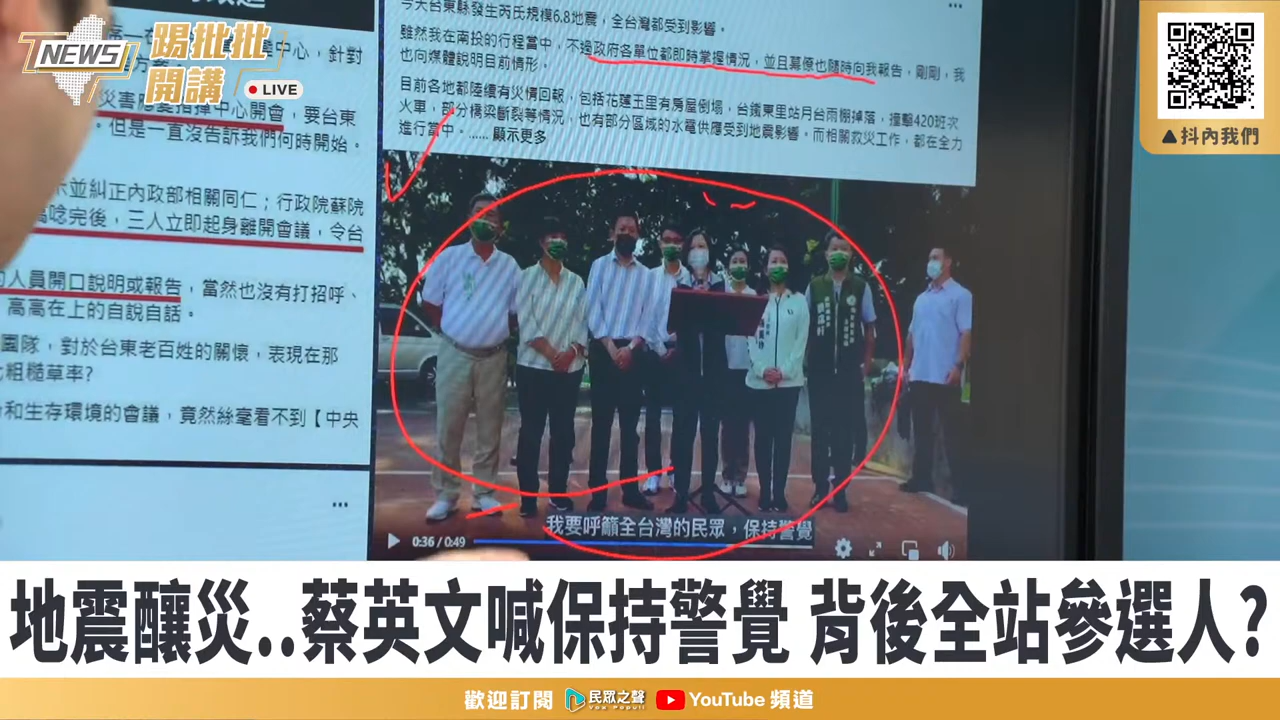 NEWS
踢批批
開講
LIVE
抖內我們
中心，針對
災害應變指揮中心開會，要台東
。但是一直沒告訴我們何時開始。
並糾正內政部相關同仁；行政院蘇院
唸完後，三人立即起身離開會議，令台
人員開口說明或報告，當然也沒有打招呼、
高高在上的自說自話。
團隊，對於台東老百姓的關懷，表現在那
粗糙草率?
和生存環境的會議，竟然絲毫看不到【中央
今天台東縣發生芮氏規模6.8地震，全台灣都受到影響。
雖然我在南投的行程當中，不過政府各單位都即時掌握情況，並且幕僚也隨時向我報告，剛剛，我
也向媒體說明目前情形。
目前各地都陸續有災情回報，包括花蓮玉里有房屋倒塌，台鐵東里站月台雨棚掉落，撞擊420班次
火車，部分橋梁斷裂等情況，也有部分區域的水電供應受到地震影響。而相關救災工作，都在全力
進行當中。...... 顯示更多
我要呼籲全台灣的民眾，保持警覺
0:36 / 0:49
地震釀災..蔡英文喊保持警覺 背後全站參選人?
歡迎訂閱 民眾之聲 Vox Populi YouTube 頻道